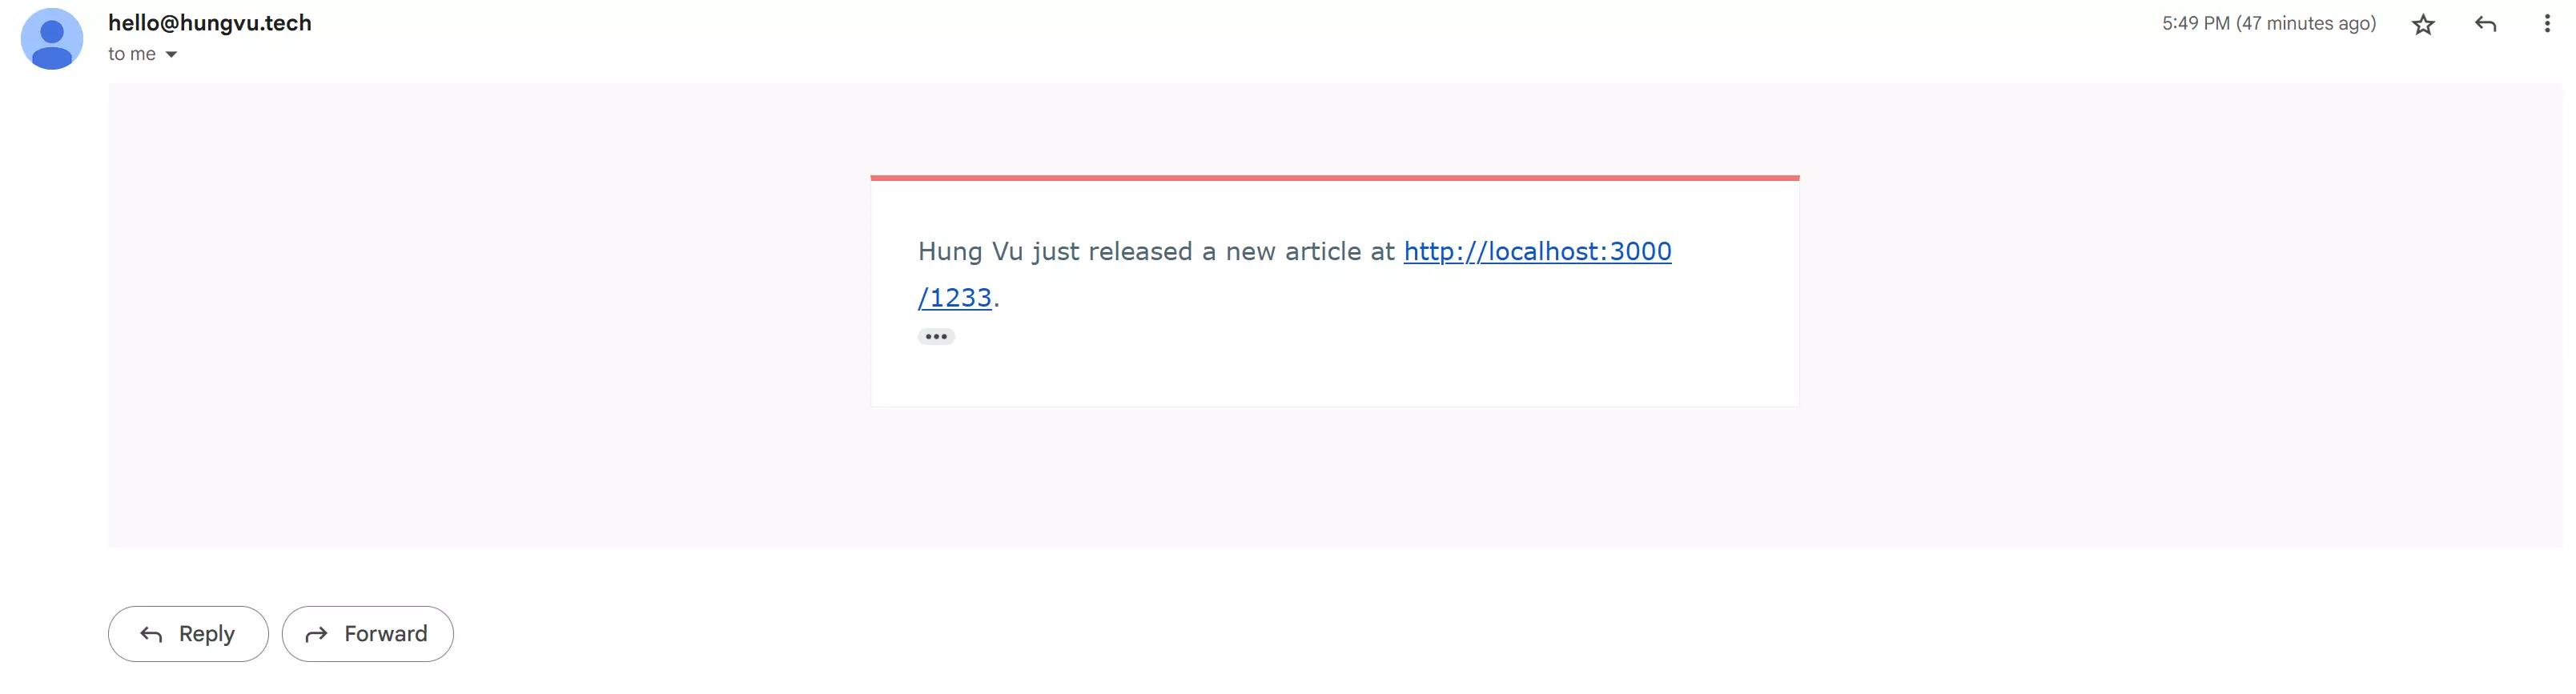 hello@hungvu.tech
5:49 PM (47 minutes ago)
to me
Hung Vu just released a new article at http://localhost:3000
/1233.
Reply
Forward